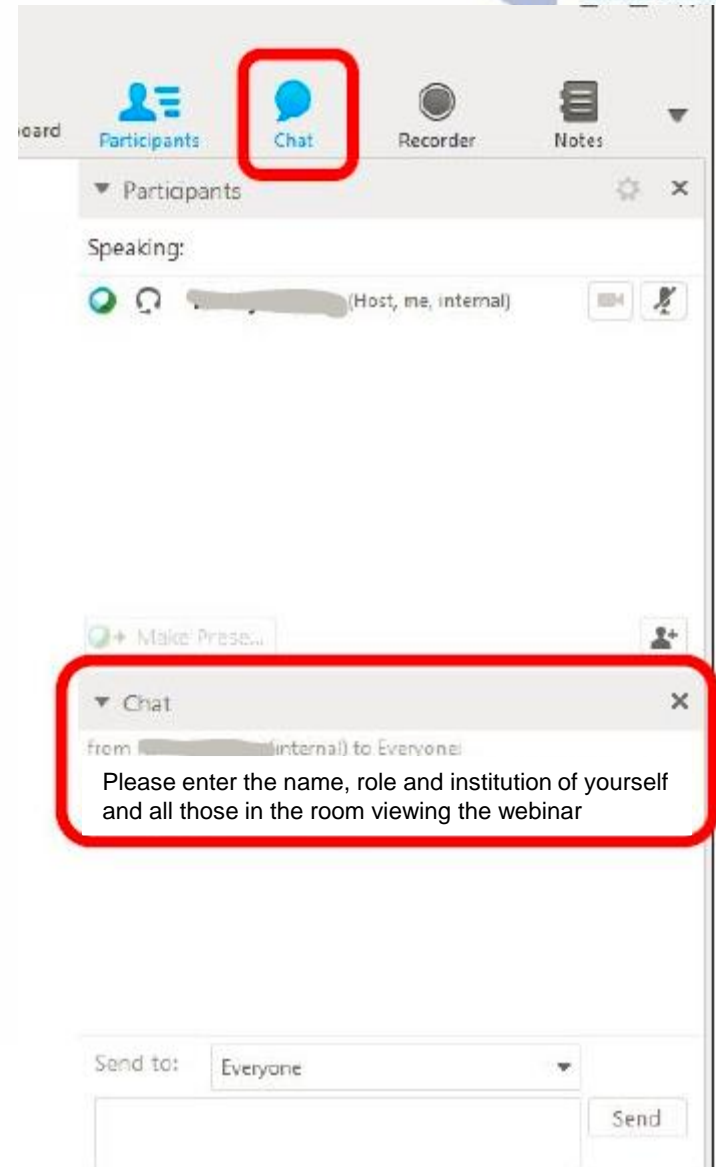 oard
Participants
Chat
Recorder
Notes
Participants
Speaking:
(Host, me, internal)
Make Prese...
Chat
from (internal) to Everyone:
Please enter the name, role and institution of yourself
and all those in the room viewing the webinar
Send to:
Everyone
Send